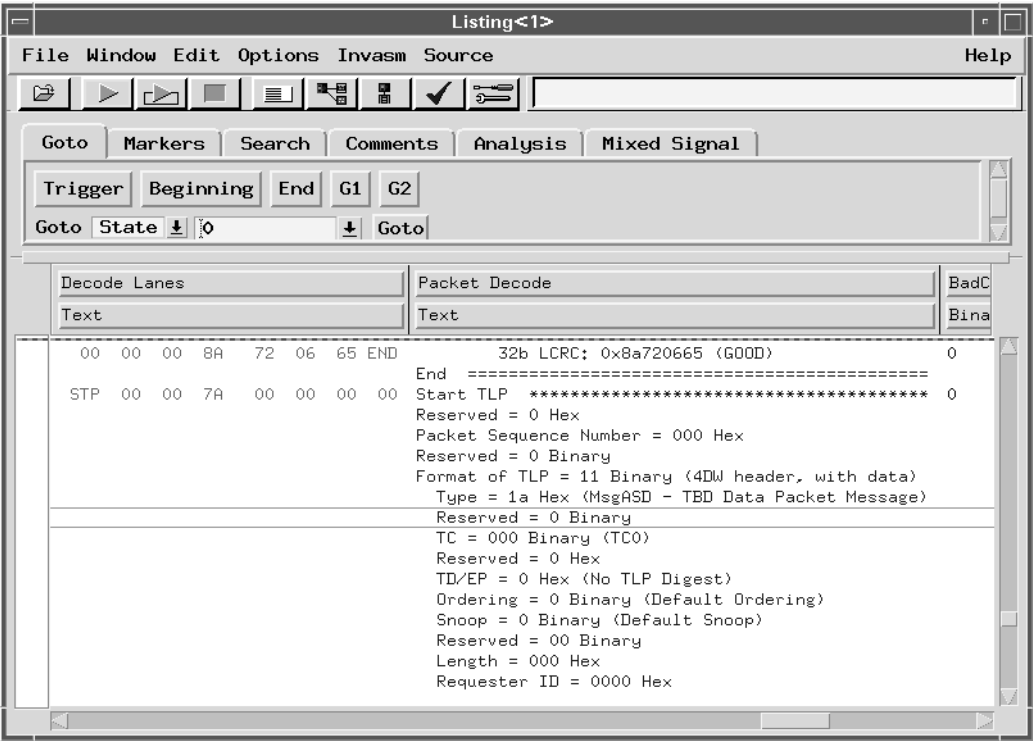 Listing<1>
File Window Edit Options Invasm Source Help
Goto Markers Search Comments Analysis Mixed Signal
Trigger Beginning End G1 G2
Goto State 0 Goto
Decode Lanes Packet Decode BadC
Text Text Bina
00 00 00 8A 72 06 65 END 32b LCRC: 0x8a720665 (GOOD) 0
End ============================================
STP 00 00 7A 00 00 00 00 Start TLP ************************************** 0
Reserved = 0 Hex
Packet Sequence Number = 000 Hex
Reserved = 0 Binary
Format of TLP = 11 Binary (4DW header, with data)
Type = 1a Hex (MsgASD - TBD Data Packet Message)
Reserved = 0 Binary
TC = 000 Binary (TC0)
Reserved = 0 Hex
TD/EP = 0 Hex (No TLP Digest)
Ordering = 0 Binary (Default Ordering)
Snoop = 0 Binary (Default Snoop)
Reserved = 00 Binary
Length = 000 Hex
Requester ID = 0000 Hex